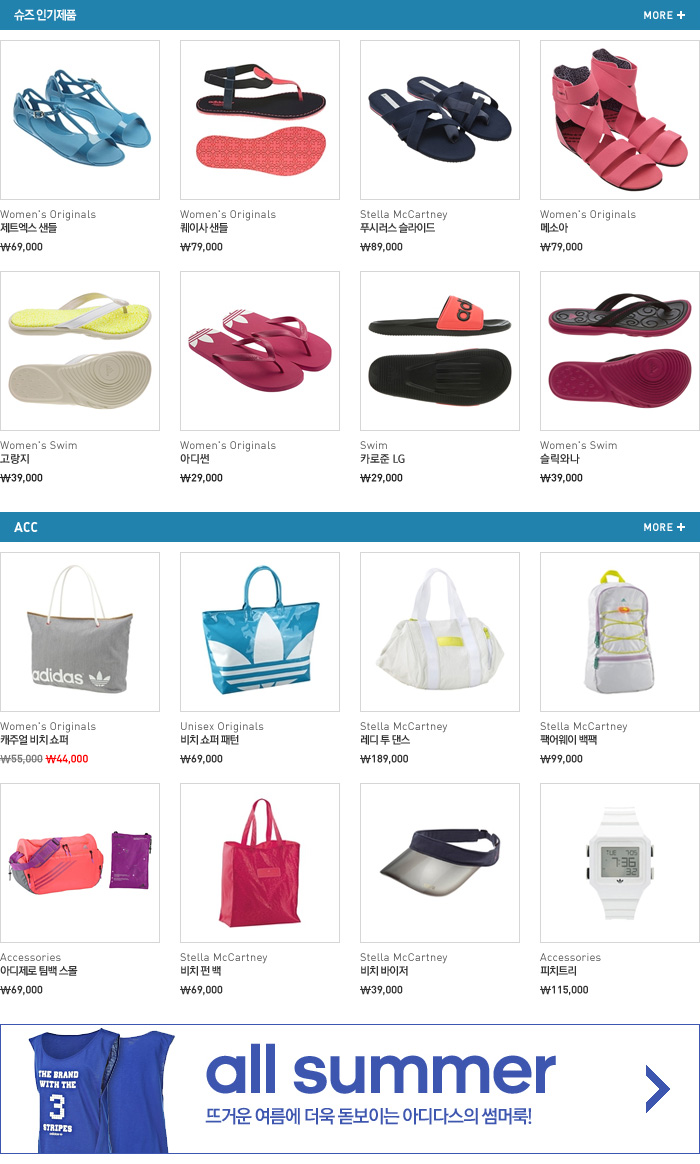 슈즈 인기제품
MORE +
Women's Originals
제트엑스 샌들
₩69,000
Women's Originals
퀘이사 샌들
₩79,000
Stella McCartney
푸시러스 슬라이드
₩89,000
Women's Originals
메소아
₩79,000
adidas
Women's Swim
고랑지
₩39,000
Women's Originals
아디썬
₩29,000
Swim
카로준 LG
₩29,000
Women's Swim
슬릭와나
₩39,000
ACC
MORE +
adidas
Women's Originals
캐주얼 비치 쇼퍼
₩55,000 ₩44,000
Unisex Originals
비치 쇼퍼 패턴
₩69,000
Stella McCartney
레디 투 댄스
₩189,000
Stella McCartney
팩어웨이 백팩
₩99,000
TUE 7/05
7:36
32
Accessories
아디제로 팀백 스몰
₩69,000
Stella McCartney
비치 펀 백
₩69,000
Stella McCartney
비치 바이저
₩39,000
Accessories
피치트리
₩115,000
THE BRAND
WITH THE
3
STRIPES
all summer
뜨거운 여름에 더욱 돋보이는 아디다스의 썸머룩!